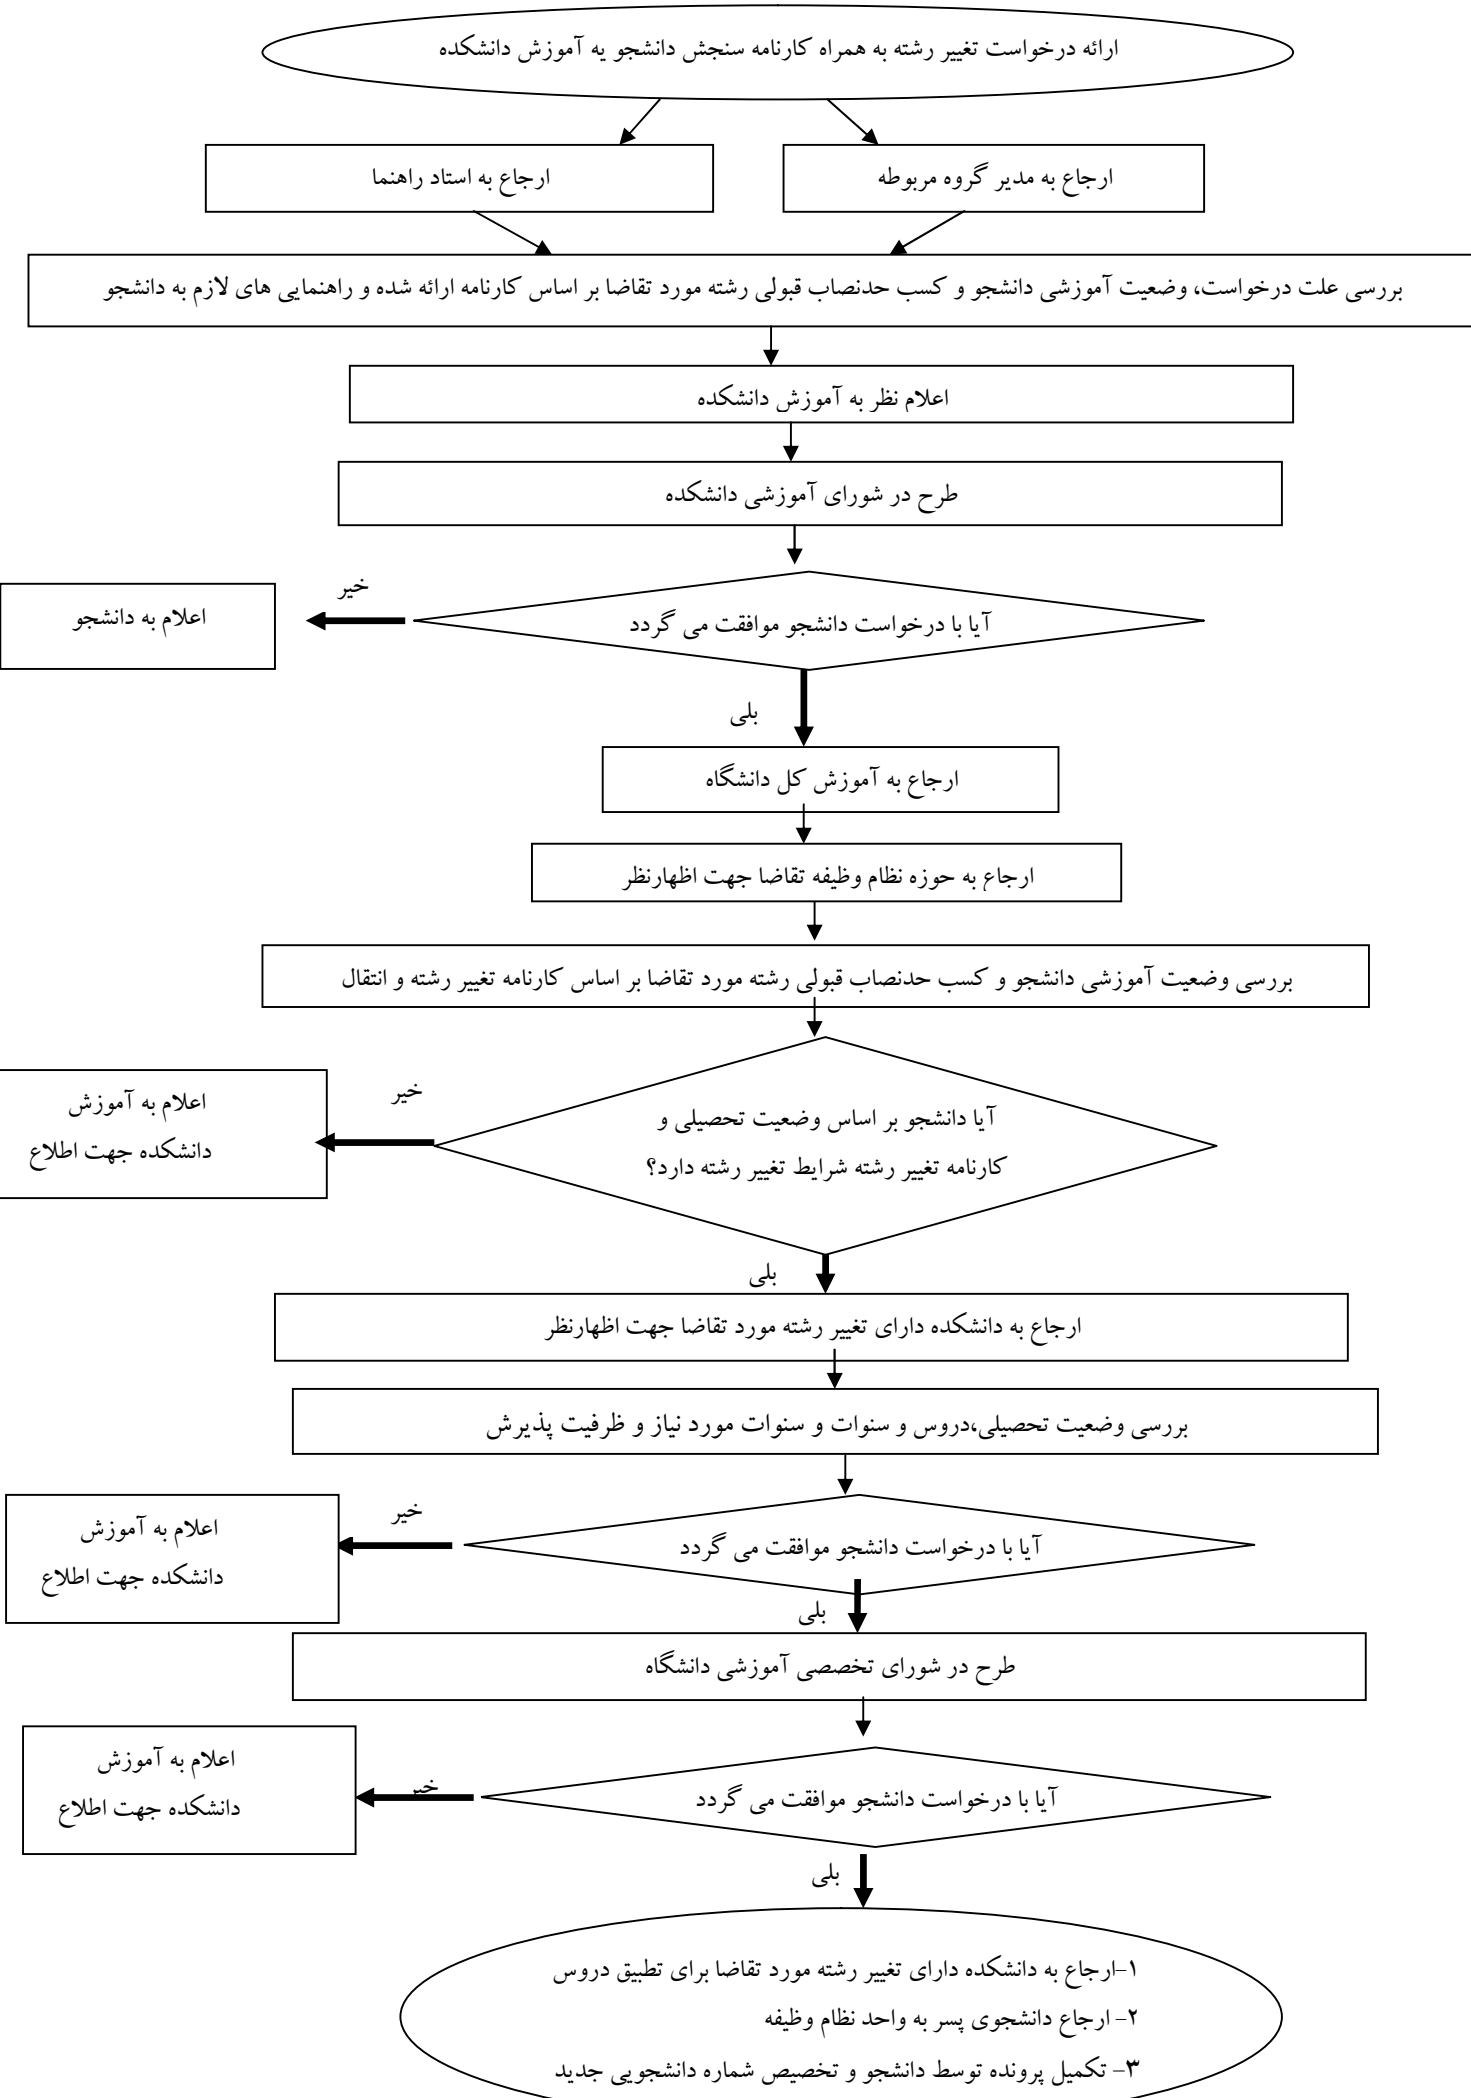 ارائه درخواست تغییر رشته به همراه کارنامه سنجش دانشجو یه آموزش دانشکده
ارجاع به مدیر گروه مربوطه
ارجاع به استاد راهنما
بررسی علت درخواست، وضعیت آموزشی دانشجو و کسب حدنصاب قبولی رشته مورد تقاضا بر اساس کارنامه ارائه شده و راهنمایی های لازم به دانشجو
اعلام نظر به آموزش دانشکده
طرح در شورای آموزشی دانشکده
آیا با درخواست دانشجو موافقت می گردد
خیر
اعلام به دانشجو
بلی
ارجاع به آموزش کل دانشگاه
ارجاع به حوزه نظام وظیفه تقاضا جهت اظهارنظر
بررسی وضعیت آموزشی دانشجو و کسب حدنصاب قبولی رشته مورد تقاضا بر اساس کارنامه تغییر رشته و انتقال
آیا دانشجو بر اساس وضعیت تحصیلی و
کارنامه تغییر رشته شرایط تغییر رشته دارد؟
خیر
اعلام به آموزش
دانشکده جهت اطلاع
بلی
ارجاع به دانشکده دارای تغییر رشته مورد تقاضا جهت اظهارنظر
بررسی وضعیت تحصیلی،دروس و سنوات و سنوات مورد نیاز و ظرفیت پذیرش
آیا با درخواست دانشجو موافقت می گردد
خیر
اعلام به آموزش
دانشکده جهت اطلاع
بلی
طرح در شورای تخصصی آموزشی دانشگاه
آیا با درخواست دانشجو موافقت می گردد
خیر
اعلام به آموزش
دانشکده جهت اطلاع
بلی
۱-ارجاع به دانشکده دارای تغییر رشته مورد تقاضا برای تطبیق دروس
۲- ارجاع دانشجوی پسر به واحد نظام وظیفه
۳- تکمیل پرونده توسط دانشجو و تخصیص شماره دانشجویی جدید